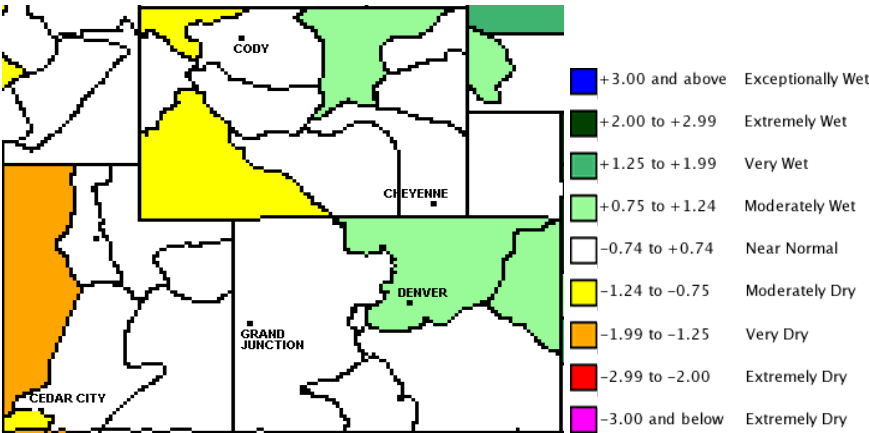 CODY
CHEYENNE
DENVER
GRAND
JUNCTION
CEDAR CITY
+3.00 and above Exceptionally Wet
+2.00 to +2.99 Extremely Wet
+1.25 to +1.99 Very Wet
+0.75 to +1.24 Moderately Wet
−0.74 to +0.74 Near Normal
−1.24 to −0.75 Moderately Dry
−1.99 to −1.25 Very Dry
−2.99 to −2.00 Extremely Dry
−3.00 and below Extremely Dry